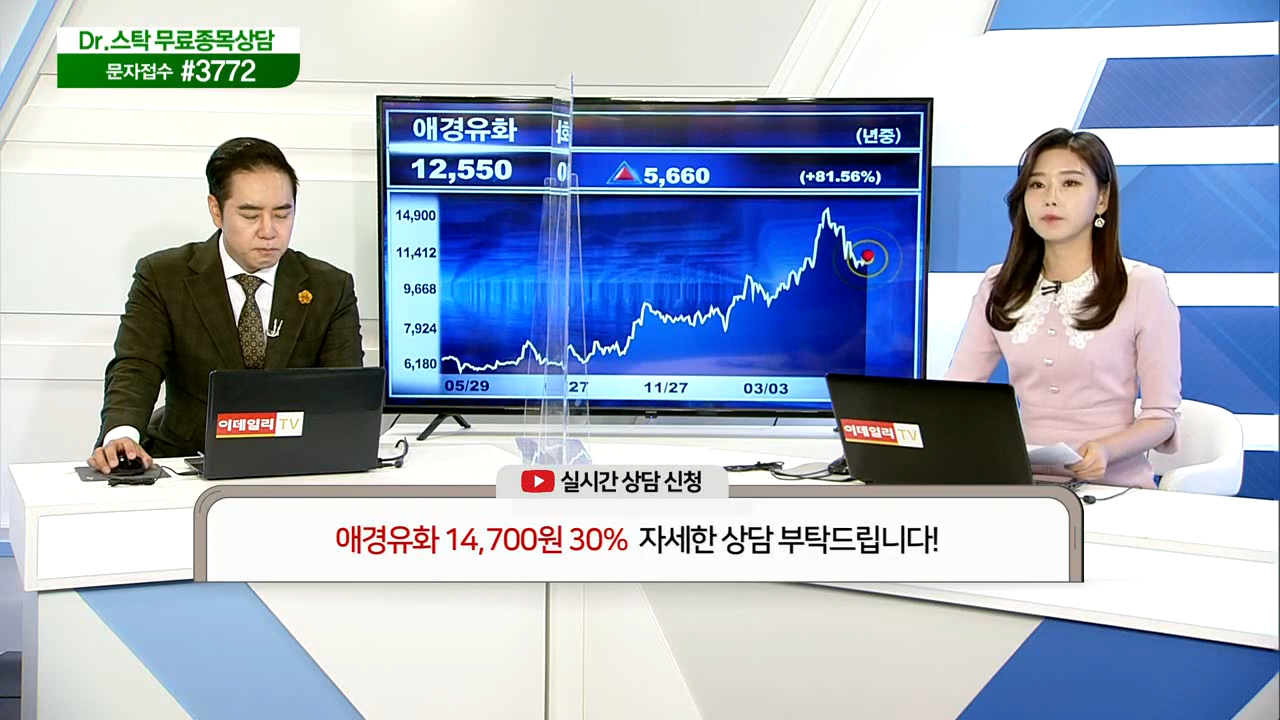 Dr.스탁 무료종목상담
문자접수 #3772
애경유화
화
(년중)
12,550
0
▲ 5,660
(+81.56%)
14,900
11,412
9,668
7,924
6,180
05/29
27
11/27
03/03
이데일리 TV
이데일리 TV
실시간 상담 신청
애경유화 14,700원 30% 자세한 상담 부탁드립니다!